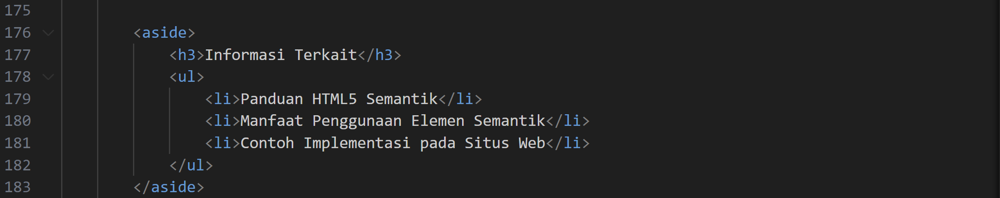 175
176 <aside>
177 <h3>Informasi Terkait</h3>
178 <ul>
179 <li>Panduan HTML5 Semantik</li>
180 <li>Manfaat Penggunaan Elemen Semantik</li>
181 <li>Contoh Implementasi pada Situs Web</li>
182 </ul>
183 </aside>